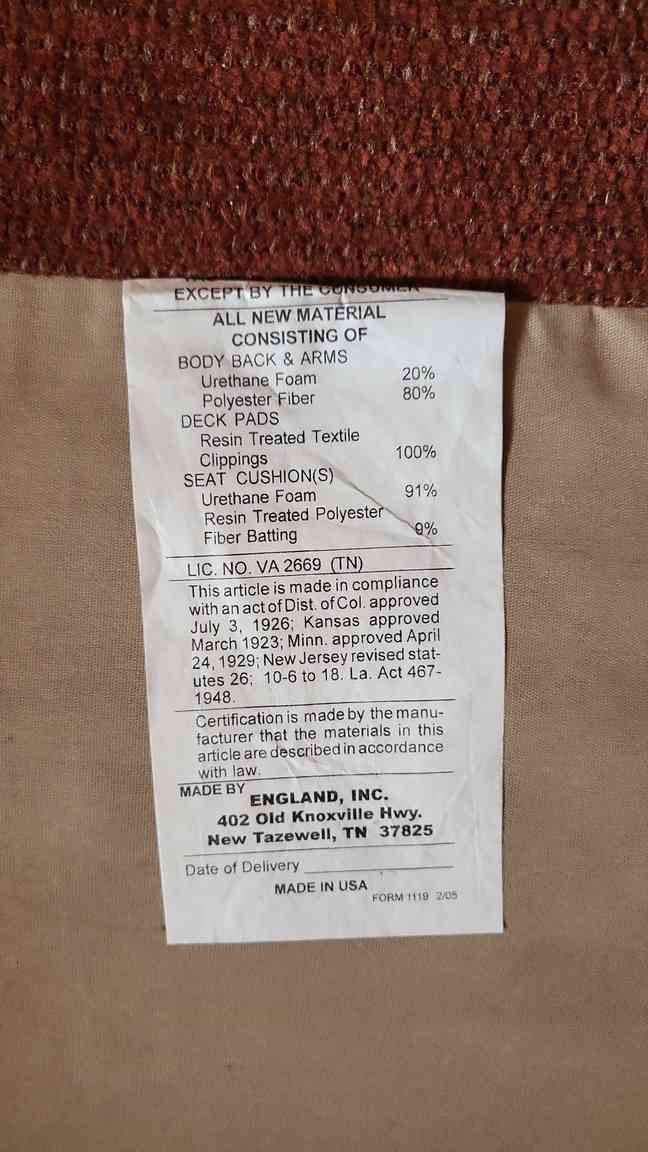 EXCEPT BY THE CONSUMER
ALL NEW MATERIAL
CONSISTING OF
BODY BACK & ARMS
Urethane Foam 20%
Polyester Fiber 80%
DECK PADS
Resin Treated Textile
Clippings 100%
SEAT CUSHION(S)
Urethane Foam 91%
Resin Treated Polyester
Fiber Batting 9%
LIC. NO. VA 2669 (TN)
This article is made in compliance
with an act of Dist. of Col. approved
July 3, 1926; Kansas approved
March 1923; Minn. approved April
24, 1929; New Jersey revised stat-
utes 26; 10-6 to 18. La. Act 467-
1948.
Certification is made by the manu-
facturer that the materials in this
article are described in accordance
with law.
MADE BY
ENGLAND, INC.
402 Old Knoxville Hwy.
New Tazewell, TN 37825
Date of Delivery
MADE IN USA
FORM 1119 2/05